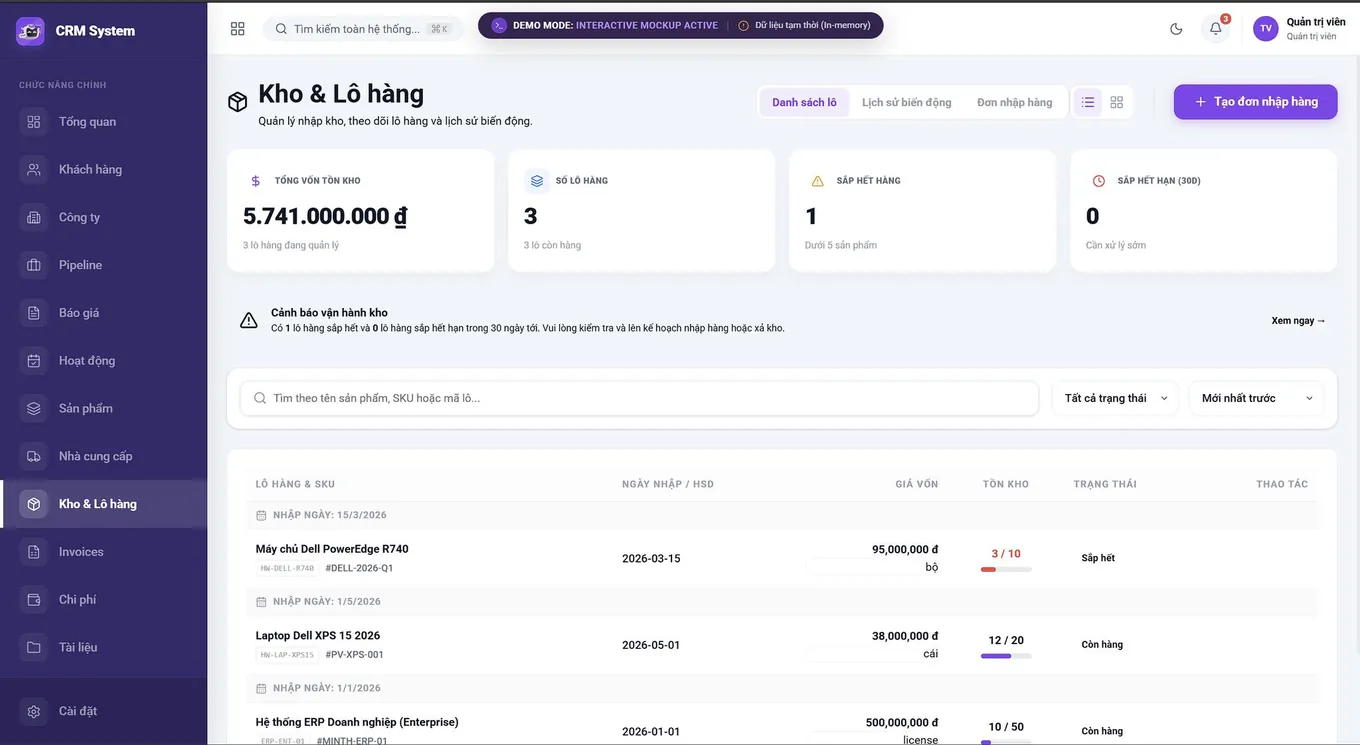 CRM System
Tìm kiếm toàn hệ thống... ⌘ K
DEMO MODE: INTERACTIVE MOCKUP ACTIVE
Dữ liệu tạm thời (In-memory)
3
TV
Quản trị viên
Quản trị viên
CHỨC NĂNG CHÍNH
Tổng quan
Khách hàng
Công ty
Pipeline
Báo giá
Hoạt động
Sản phẩm
Nhà cung cấp
Kho & Lô hàng
Invoices
Chi phí
Tài liệu
Cài đặt
Kho & Lô hàng
Quản lý nhập kho, theo dõi lô hàng và lịch sử biến động.
Danh sách lô
Lịch sử biến động
Đơn nhập hàng
+ Tạo đơn nhập hàng
$ TỔNG VỐN TỒN KHO
5.741.000.000 ₫
3 lô hàng đang quản lý
SỐ LÔ HÀNG
3
3 lô còn hàng
SẮP HẾT HÀNG
1
Dưới 5 sản phẩm
SẮP HẾT HẠN (30D)
0
Cần xử lý sớm
Cảnh báo vận hành kho
Có 1 lô hàng sắp hết và 0 lô hàng sắp hết hạn trong 30 ngày tới. Vui lòng kiểm tra và lên kế hoạch nhập hàng hoặc xả kho.
Xem ngay →
Tìm theo tên sản phẩm, SKU hoặc mã lô...
Tất cả trạng thái
Mới nhất trước
LÔ HÀNG & SKU NGÀY NHẬP / HSD GIÁ VỐN TỒN KHO TRẠNG THÁI THAO TÁC
NHẬP NGÀY: 15/3/2026
Máy chủ Dell PowerEdge R740
HW-DELL-R740 #DELL-2026-Q1
2026-03-15
95,000,000 đ
bộ
3 / 10
Sắp hết
NHẬP NGÀY: 1/5/2026
Laptop Dell XPS 15 2026
HW-LAP-XPS15 #PV-XPS-001
2026-05-01
38,000,000 đ
cái
12 / 20
Còn hàng
NHẬP NGÀY: 1/1/2026
Hệ thống ERP Doanh nghiệp (Enterprise)
ERP-ENT-01 #MINTH-ERP-01
2026-01-01
500,000,000 đ
license
10 / 50
Còn hàng